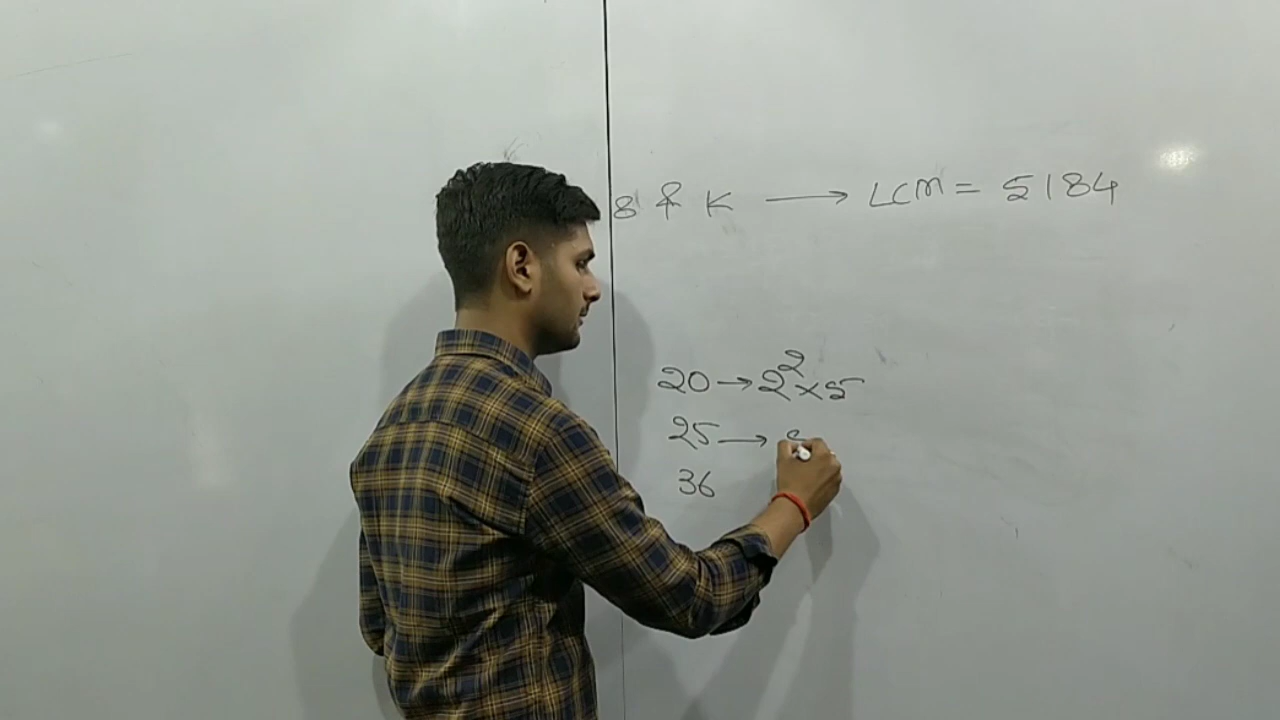 8 & K → LCM = 5184
20 → 2² × 5
25 →
36